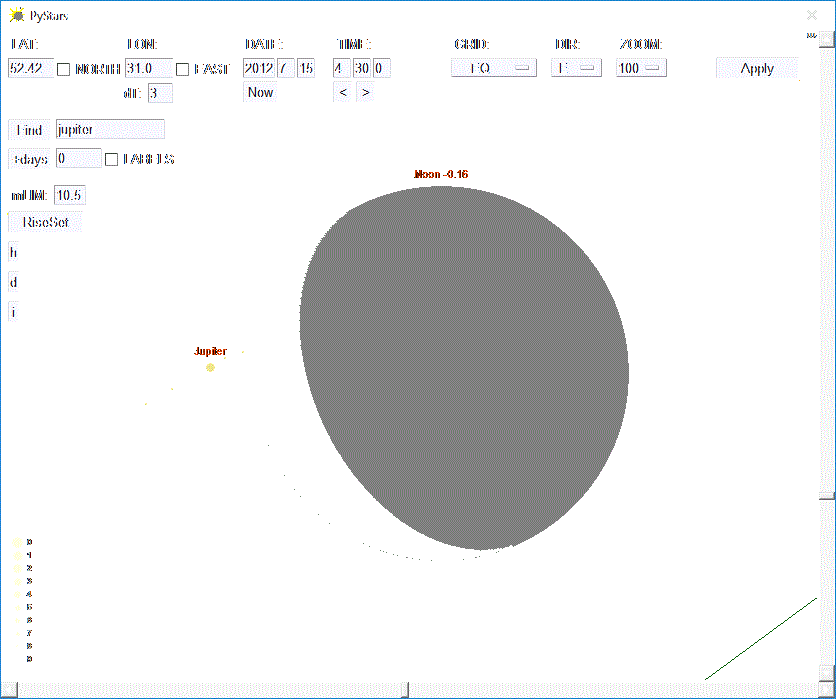 PyStars
LAT: LON: DATE: TIME: GRID: DIR: ZOOM:
52.42 NORTH 31.0 EAST 2012 7 15 4 30 0 EQ 100 Apply
dT: 3 Now < >
Find jupiter
+days 0 LABELS
mLIM: 10.5
RiseSet
h
d
i
Moon -0.16
Jupiter
0
1
2
3
4
5
6
7
8
9